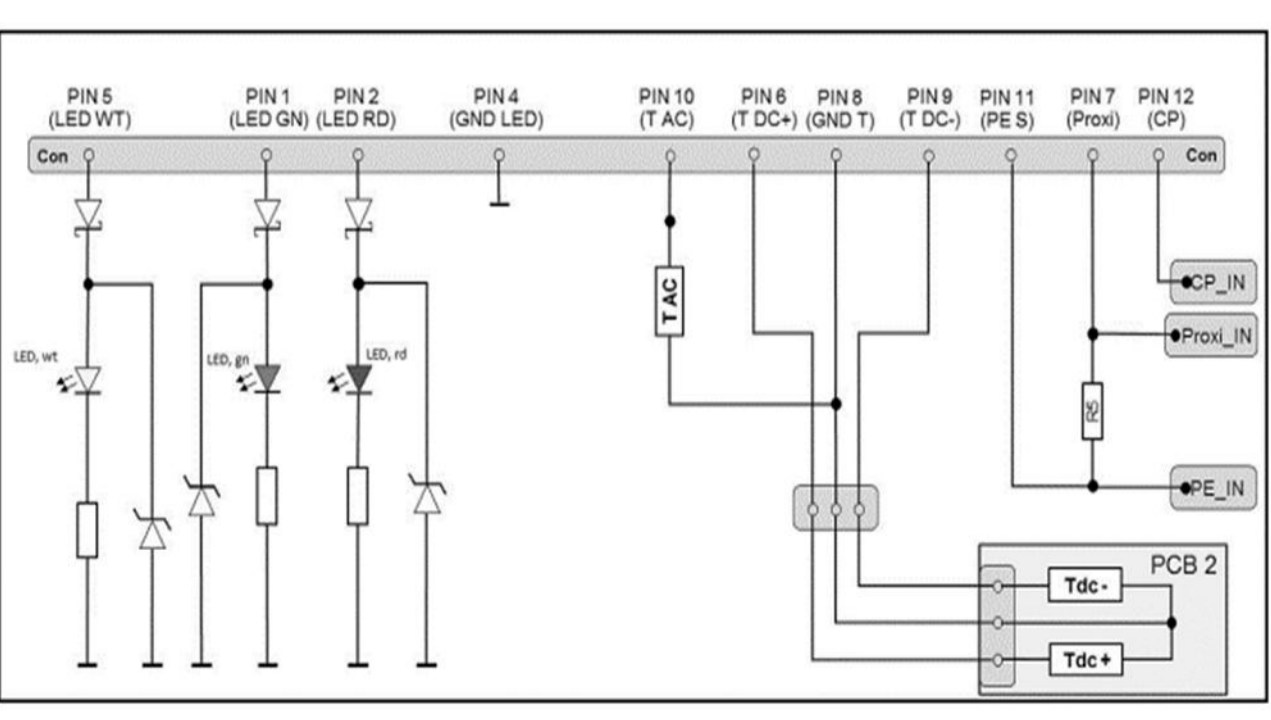 PIN 5
(LED WT)
PIN 1
(LED GN)
PIN 2
(LED RD)
PIN 4
(GND LED)
PIN 10
(T AC)
PIN 6
(T DC+)
PIN 8
(GND T)
PIN 9
(T DC-)
PIN 11
(PE S)
PIN 7
(Proxi)
PIN 12
(CP)
Con
Con
T AC
CP_IN
Proxi_IN
LED, wt
LED, gn
LED, rd
R5
PE_IN
PCB 2
Tdc -
Tdc +